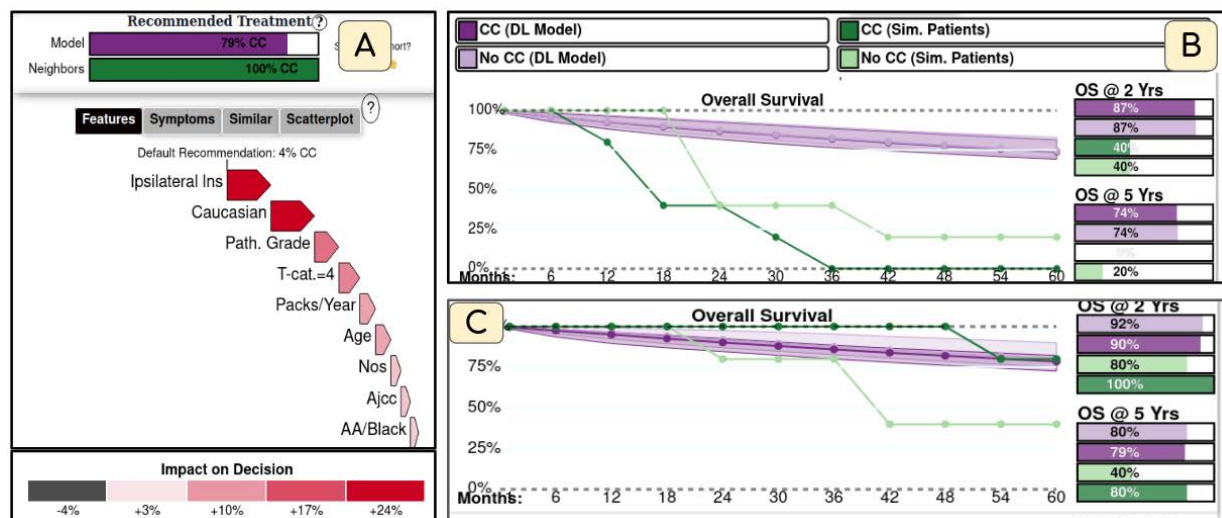 Recommended Treatment ?
A
Model 79% CC
Neighbors 100% CC
Features Symptoms Similar Scatterplot ?
Default Recommendation: 4% CC
Ipsilateral Ins
Caucasian
Path. Grade
T-cat.=4
Packs/Year
Age
Nos
Ajcc
AA/Black
Impact on Decision
-4% +3% +10% +17% +24%
B
CC (DL Model) CC (Sim. Patients)
No CC (DL Model) No CC (Sim. Patients)
Overall Survival
100%
75%
50%
25%
0%
Months: 6 12 18 24 30 36 42 48 54 60
OS @ 2 Yrs
87%
87%
40%
40%
OS @ 5 Yrs
74%
74%
0%
20%
C
Overall Survival
75%
50%
25%
0%
Months: 6 12 18 24 30 36 42 48 54 60
OS @ 2 Yrs
92%
90%
80%
100%
OS @ 5 Yrs
80%
79%
40%
80%